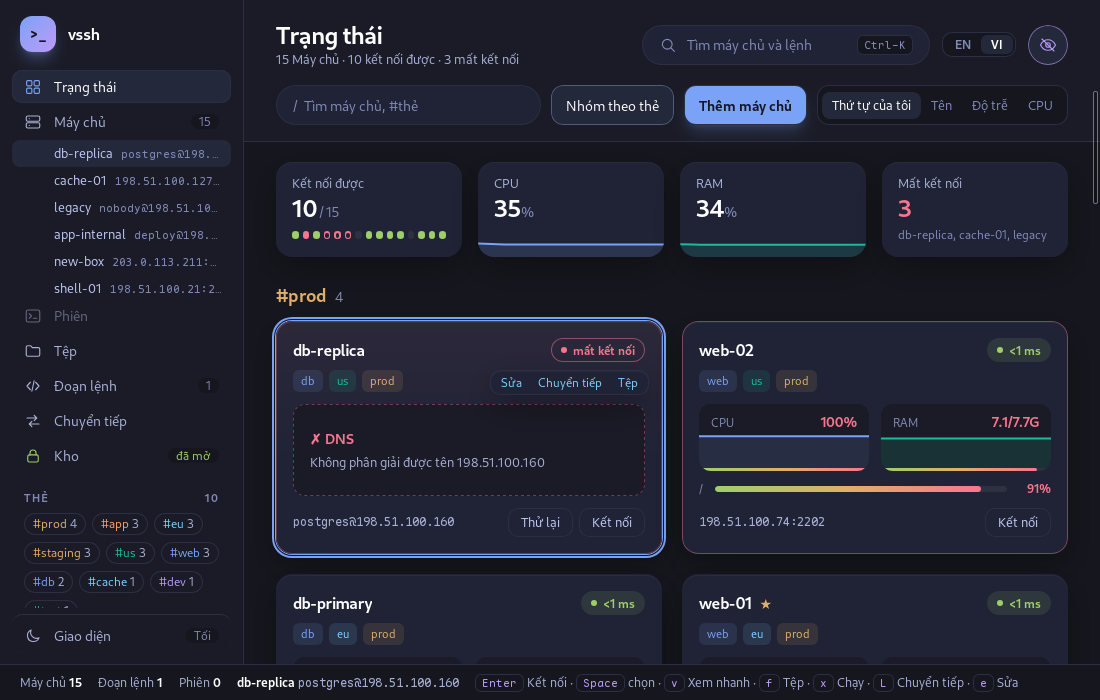 >_ vssh
Trạng thái
Máy chủ 15
db-replica postgres@198.…
cache-01 198.51.100.127…
legacy nobody@198.51.10…
app-internal deploy@198.…
new-box 203.0.113.211:…
shell-01 198.51.100.21:2…
Phiên
Tệp
Đoạn lệnh 1
Chuyển tiếp
Kho đã mở
THẺ 10
#prod 4 #app 3 #eu 3
#staging 3 #us 3 #web 3
#db 2 #cache 1 #dev 1
Giao diện Tối
Trạng thái
15 Máy chủ · 10 kết nối được · 3 mất kết nối
Tìm máy chủ và lệnh Ctrl-K
EN VI
/ Tìm máy chủ, #thẻ
Nhóm theo thẻ
Thêm máy chủ
Thứ tự của tôi Tên Độ trễ CPU
Kết nối được
10 / 15
CPU
35%
RAM
34%
Mất kết nối
3
db-replica, cache-01, legacy
#prod 4
db-replica mất kết nối
db us prod
Sửa Chuyển tiếp Tệp
✗ DNS
Không phân giải được tên 198.51.100.160
postgres@198.51.100.160 Thử lại Kết nối
web-02 <1 ms
web us prod
CPU 100%
RAM 7.1/7.7G
/ 91%
198.51.100.74:2202 Kết nối
db-primary <1 ms
db eu prod
web-01 ★ <1 ms
web eu prod
Máy chủ 15 Đoạn lệnh 1 Phiên 0 db-replica postgres@198.51.100.160 Enter Kết nối · Space chọn · v Xem nhanh · f Tệp · x Chạy · L Chuyển tiếp · e Sửa